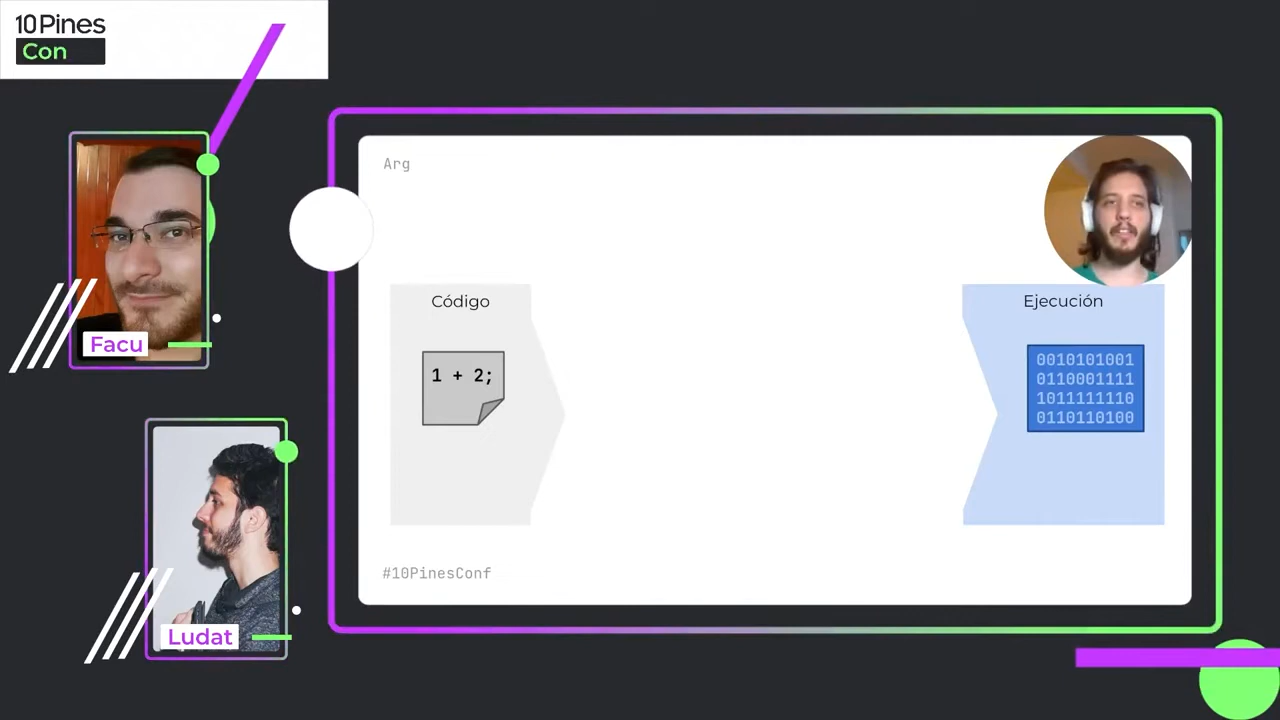 10Pines
Con
Arg
Código
Ejecución
1 + 2;
0010101001
0110001111
1011111110
0110110100
Facu
#10PinesConf
Ludat